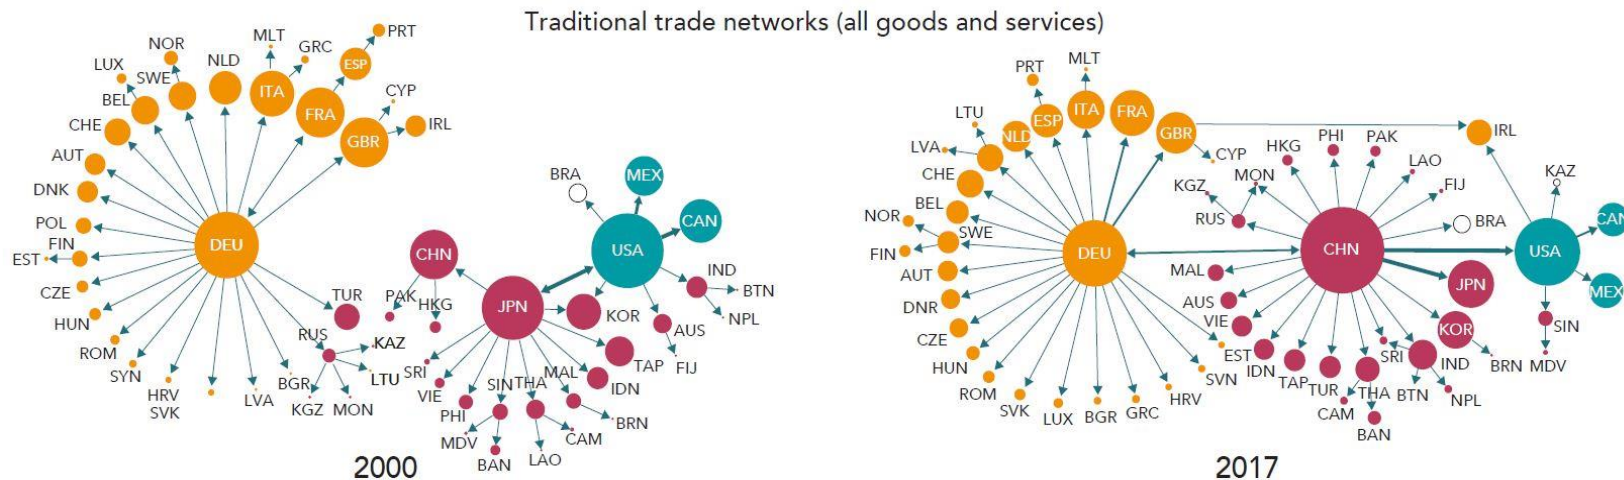 Traditional trade networks (all goods and services)
PRT
MLT
GRC
NOR
NLD
ESP
LUX
SWE
ITA
CYP
BEL
FRA
CHE
IRL
GBR
AUT
DNK
POL
DEU
FIN
EST
CZE
HUN
ROM
SYN
HRV
SVK
LVA
BGR
TUR
RUS
KAZ
LTU
KGZ
MON
BRA
MEX
CAN
USA
CHN
PAK
HKG
JPN
KOR
IND
BTN
NPL
AUS
FIJ
TAP
IDN
SRI
VIE
PHI
SIN
THA
MAL
MDV
BAN
LAO
CAM
BRN
2000
MLT
PRT
ITA
FRA
LTU
ESP
NLD
GBR
IRL
LVA
CYP
CHE
BEL
NOR
SWE
FIN
DEU
AUT
DNR
CZE
HUN
ROM
SVK
LUX
BGR
GRC
HRV
SVN
EST
PHI
PAK
HKG
LAO
MON
KGZ
FIJ
RUS
BRA
CHN
KAZ
CAN
USA
MEX
MAL
JPN
AUS
VIE
KOR
SIN
SRI
IND
IDN
TAP
TUR
THA
BTN
BRN
MDV
NPL
CAM
BAN
2017